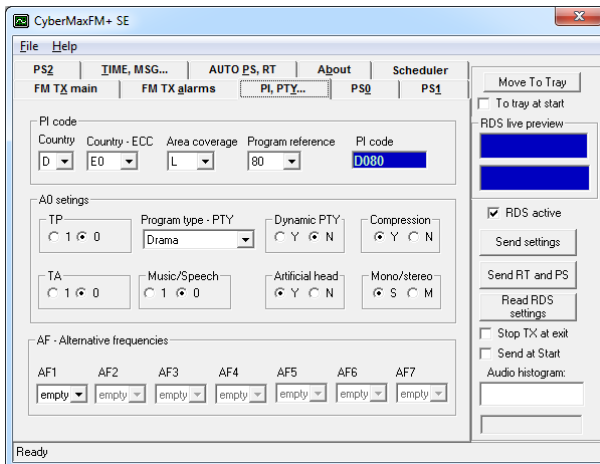 CyberMaxFM+ SE
File Help
PS2 TIME, MSG... AUTO PS, RT About Scheduler
FM TX main FM TX alarms PI, PTY... PS0 PS1
PI code
Country Country - ECC Area coverage Program reference PI code
D E0 L 80 D080
A0 setings
TP Program type - PTY Dynamic PTY Compression
1 0 Drama Y N Y N
TA Music/Speech Artificial head Mono/stereo
1 0 1 0 Y N S M
AF - Alternative frequencies
AF1 AF2 AF3 AF4 AF5 AF6 AF7
empty empty empty empty empty empty empty
Move To Tray
To tray at start
RDS live preview
RDS active
Send settings
Send RT and PS
Read RDS
settings
Stop TX at exit
Send at Start
Audio histogram:
Ready